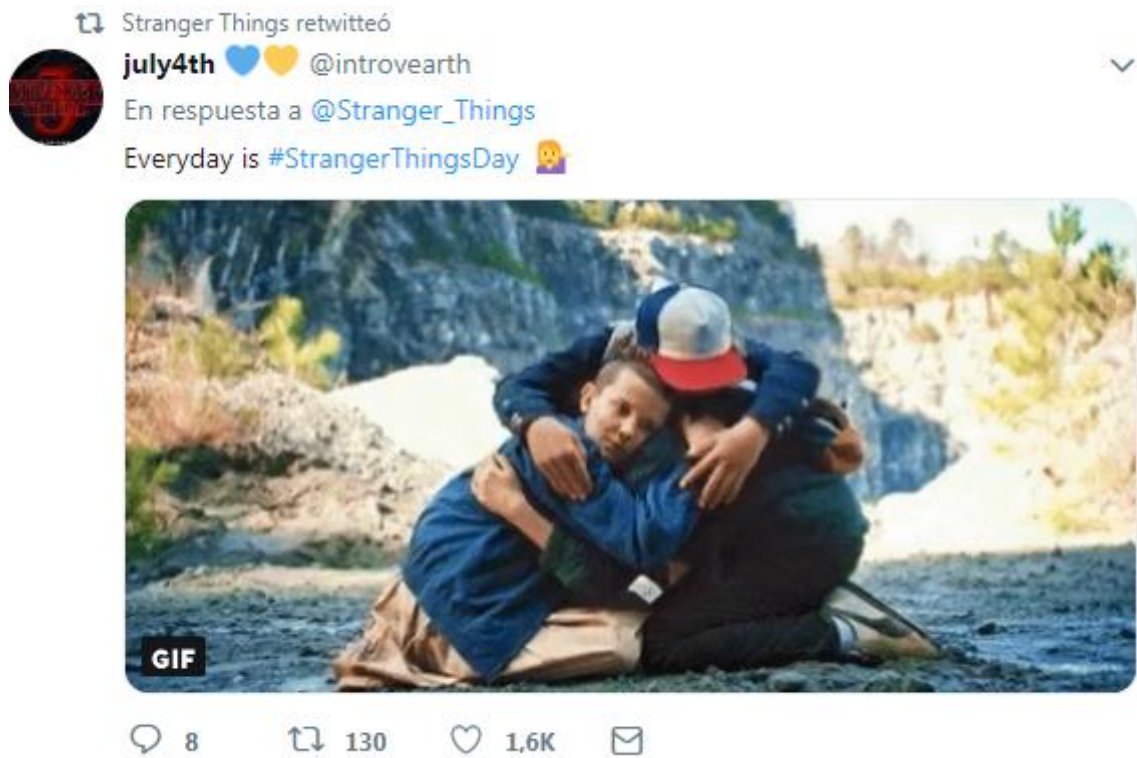 Stranger Things retwitteó
july4th 💙💛 @introvearth
En respuesta a @Stranger_Things
Everyday is #StrangerThingsDay 💁
GIF
8 130 1,6K